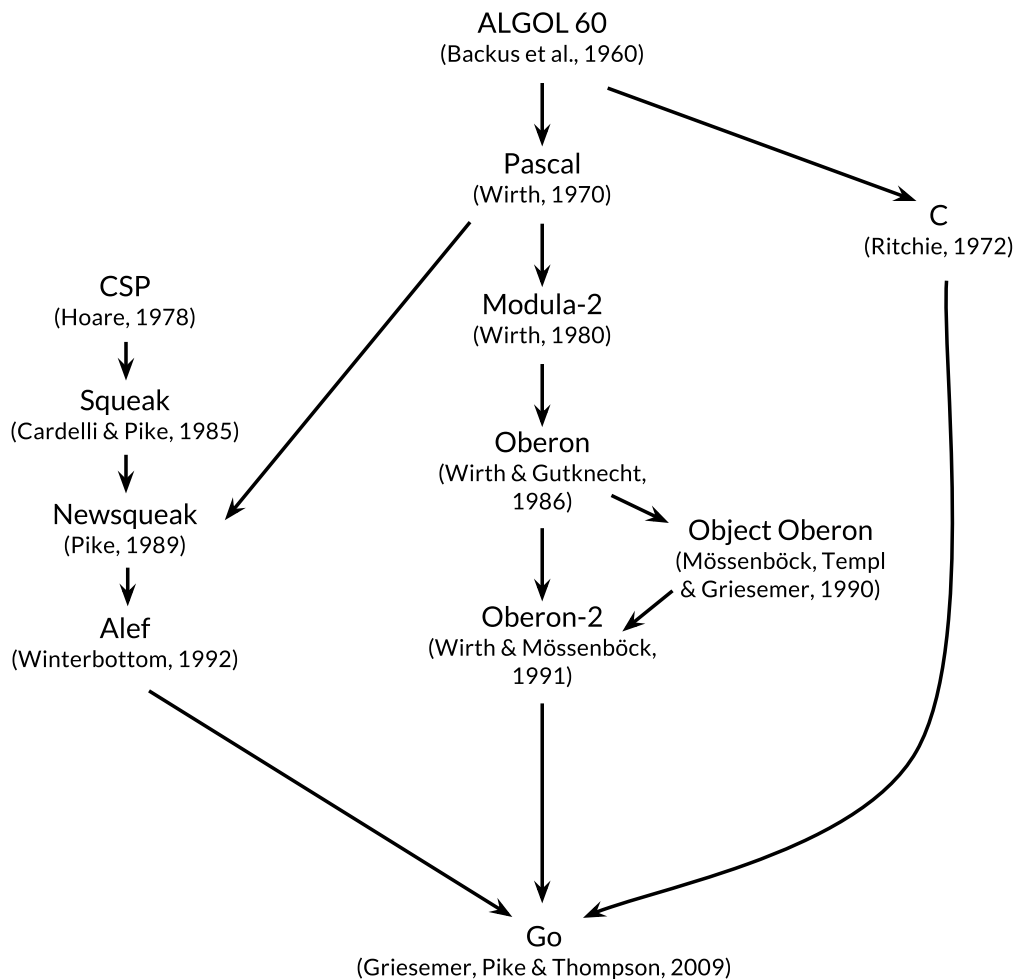 ALGOL 60
(Backus et al., 1960)
Pascal
(Wirth, 1970)
C
(Ritchie, 1972)
CSP
(Hoare, 1978)
Modula-2
(Wirth, 1980)
Squeak
(Cardelli & Pike, 1985)
Oberon
(Wirth & Gutknecht,
1986)
Newsqueak
(Pike, 1989)
Object Oberon
(Mössenböck, Templ
& Griesemer, 1990)
Alef
(Winterbottom, 1992)
Oberon-2
(Wirth & Mössenböck,
1991)
Go
(Griesemer, Pike & Thompson, 2009)